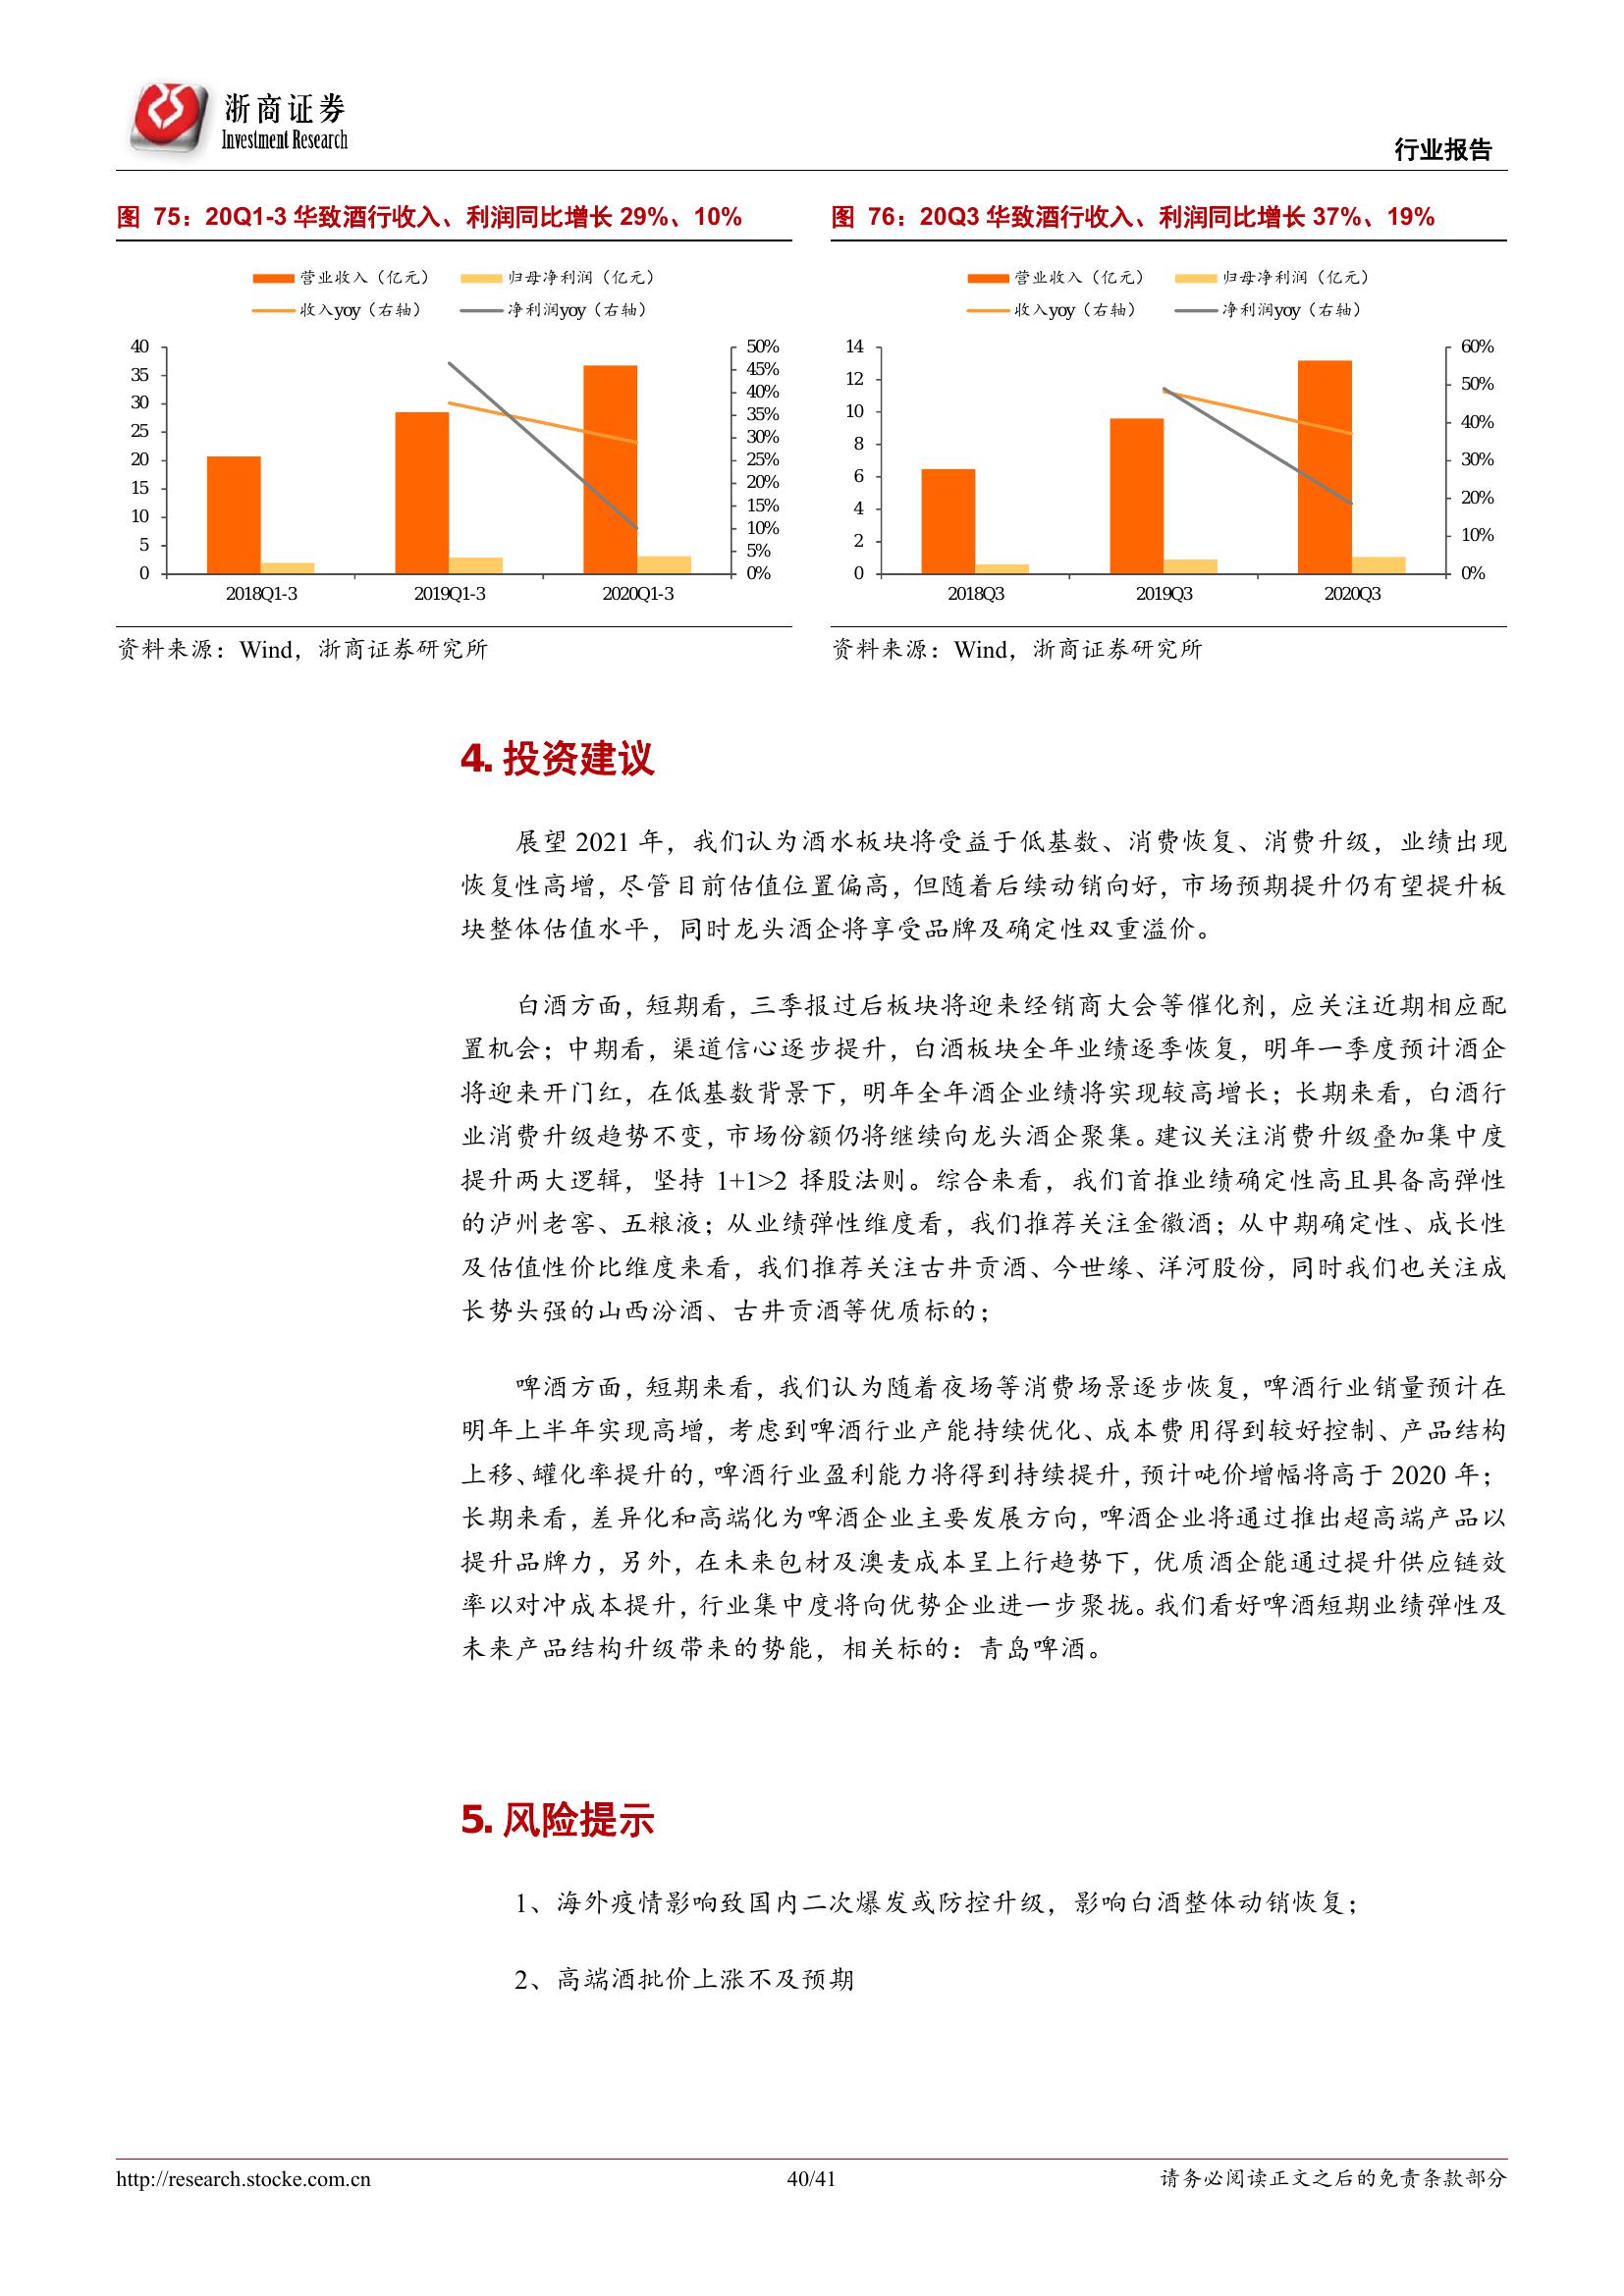 浙商证券
Investment Research
行业报告
图 75：20Q1-3 华致酒行收入、利润同比增长 29%、10%
营业收入（亿元）
归母净利润（亿元）
收入yoy（右轴）
净利润yoy（右轴）
40
35
30
25
20
15
10
5
0
50%
45%
40%
35%
30%
25%
20%
15%
10%
5%
0%
2018Q1-3
2019Q1-3
2020Q1-3
资料来源：Wind，浙商证券研究所
图 76：20Q3 华致酒行收入、利润同比增长 37%、19%
营业收入（亿元）
归母净利润（亿元）
收入yoy（右轴）
净利润yoy（右轴）
14
12
10
8
6
4
2
0
60%
50%
40%
30%
20%
10%
0%
2018Q3
2019Q3
2020Q3
资料来源：Wind，浙商证券研究所
4. 投资建议
展望 2021 年，我们认为酒水板块将受益于低基数、消费恢复、消费升级，业绩出现
恢复性高增，尽管目前估值位置偏高，但随着后续动销向好，市场预期提升仍有望提升板
块整体估值水平，同时龙头酒企将享受品牌及确定性双重溢价。
白酒方面，短期看，三季报过后板块将迎来经销商大会等催化剂，应关注近期相应配
置机会；中期看，渠道信心逐步提升，白酒板块全年业绩逐季恢复，明年一季度预计酒企
将迎来开门红，在低基数背景下，明年全年酒企业绩将实现较高增长；长期来看，白酒行
业消费升级趋势不变，市场份额仍将继续向龙头酒企聚集。建议关注消费升级叠加集中度
提升两大逻辑，坚持 1+1>2 择股法则。综合来看，我们首推业绩确定性高且具备高弹性
的泸州老窖、五粮液；从业绩弹性维度看，我们推荐关注金徽酒；从中期确定性、成长性
及估值性价比维度来看，我们推荐关注古井贡酒、今世缘、洋河股份，同时我们也关注成
长势头强的山西汾酒、古井贡酒等优质标的；
啤酒方面，短期来看，我们认为随着夜场等消费场景逐步恢复，啤酒行业销量预计在
明年上半年实现高增，考虑到啤酒行业产能持续优化、成本费用得到较好控制、产品结构
上移、罐化率提升的，啤酒行业盈利能力将得到持续提升，预计吨价增幅将高于 2020 年；
长期来看，差异化和高端化为啤酒企业主要发展方向，啤酒企业将通过推出超高端产品以
提升品牌力，另外，在未来包材及澳麦成本呈上行趋势下，优质酒企能通过提升供应链效
率以对冲成本提升，行业集中度将向优势企业进一步聚拢。我们看好啤酒短期业绩弹性及
未来产品结构升级带来的势能，相关标的：青岛啤酒。
5. 风险提示
1、海外疫情影响致国内二次爆发或防控升级，影响白酒整体动销恢复；
2、高端酒批价上涨不及预期
http://research.stocke.com.cn
40/41
请务必阅读正文之后的免责条款部分